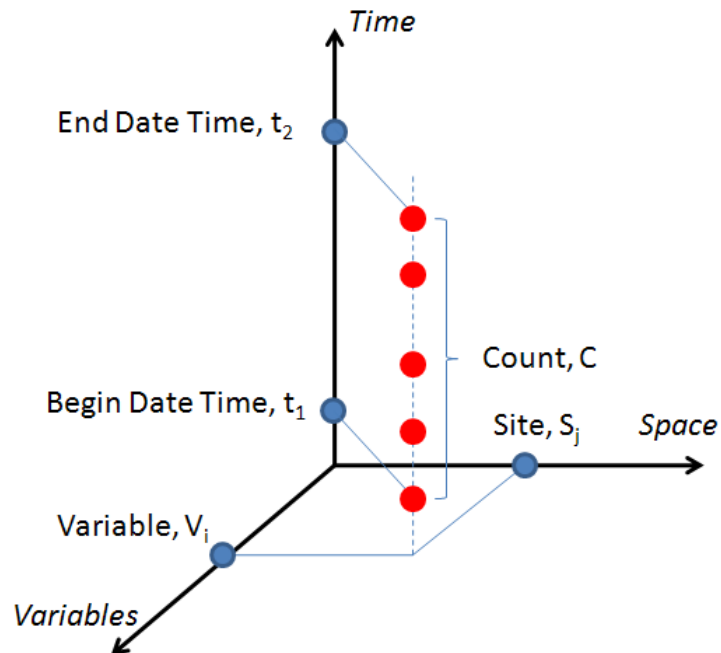 Time
End Date Time, t₂
Count, C
Begin Date Time, t₁
Site, Sⱼ
Space
Variable, Vᵢ
Variables